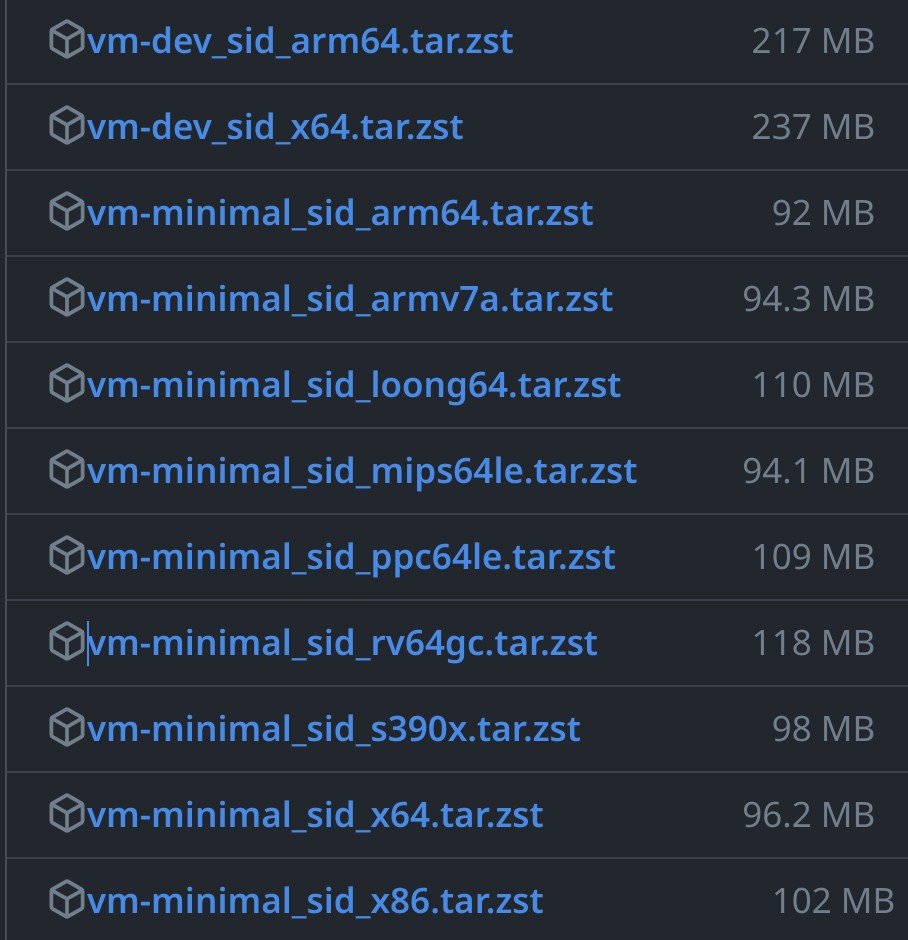 vm-dev_sid_arm64.tar.zst 217 MB
vm-dev_sid_x64.tar.zst 237 MB
vm-minimal_sid_arm64.tar.zst 92 MB
vm-minimal_sid_armv7a.tar.zst 94.3 MB
vm-minimal_sid_loong64.tar.zst 110 MB
vm-minimal_sid_mips64le.tar.zst 94.1 MB
vm-minimal_sid_ppc64le.tar.zst 109 MB
vm-minimal_sid_rv64gc.tar.zst 118 MB
vm-minimal_sid_s390x.tar.zst 98 MB
vm-minimal_sid_x64.tar.zst 96.2 MB
vm-minimal_sid_x86.tar.zst 102 MB